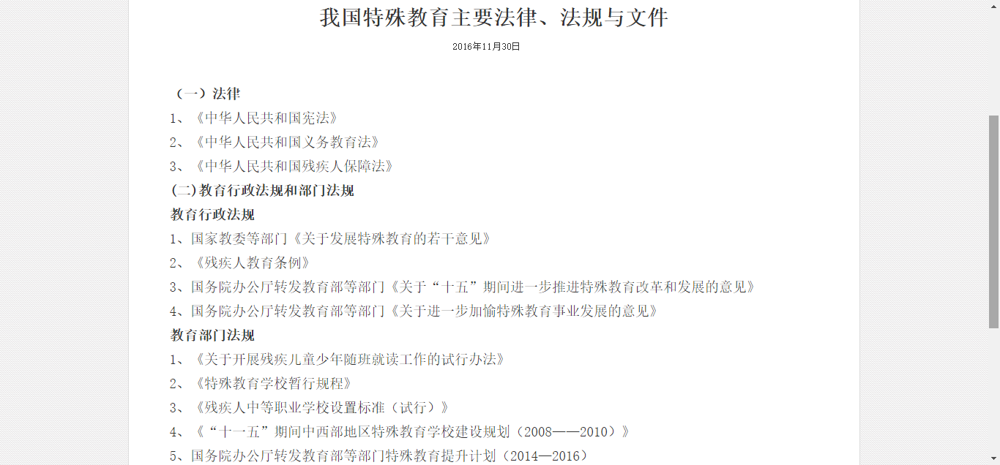 我国特殊教育主要法律、法规与文件
2016年11月30日
（一）法律
1、《中华人民共和国宪法》
2、《中华人民共和国义务教育法》
3、《中华人民共和国残疾人保障法》
(二)教育行政法规和部门法规
教育行政法规
1、国家教委等部门《关于发展特殊教育的若干意见》
2、《残疾人教育条例》
3、国务院办公厅转发教育部等部门《关于“十五”期间进一步推进特殊教育改革和发展的意见》
4、国务院办公厅转发教育部等部门《关于进一步加愉特殊教育事业发展的意见》
教育部门法规
1、《关于开展残疾儿童少年随班就读工作的试行办法》
2、《特殊教育学校暂行规程》
3、《残疾人中等职业学校设置标准（试行）》
4、《“十一五”期间中西部地区特殊教育学校建设规划（2008——2010）》
5、国务院办公厅转发教育部等部门特殊教育提升计划（2014—2016）